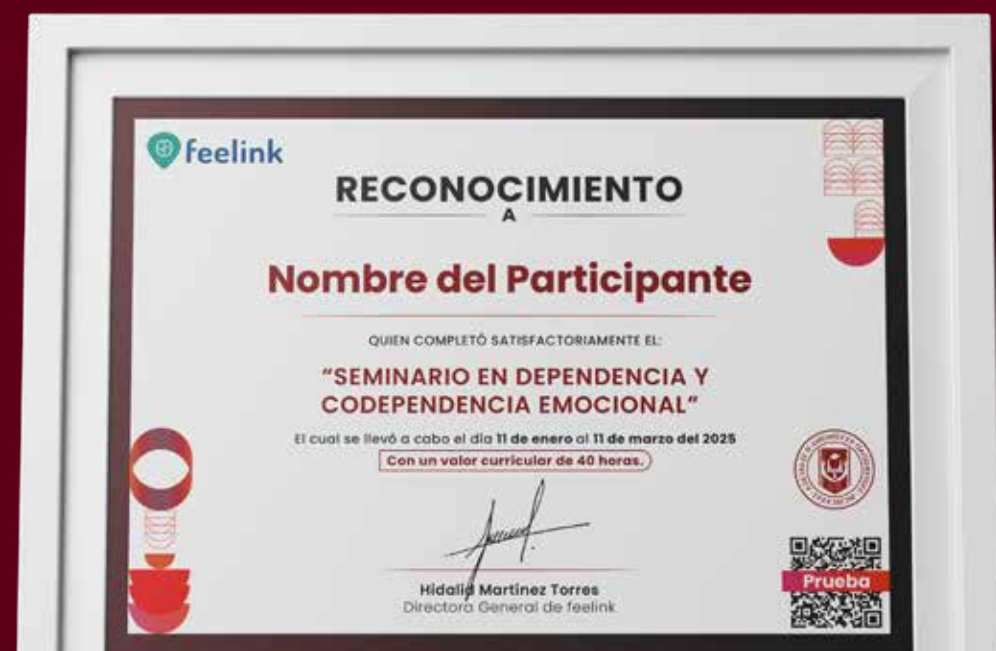 feelink
RECONOCIMIENTO
A
Nombre del Participante
QUIEN COMPLETÓ SATISFACTORIAMENTE EL:
"SEMINARIO EN DEPENDENCIA Y
CODEPENDENCIA EMOCIONAL"
El cual se llevó a cabo el día 11 de enero al 11 de marzo del 2025
Con un valor curricular de 40 horas.
Hidalid Martínez Torres
Directora General de feelink
Prueba